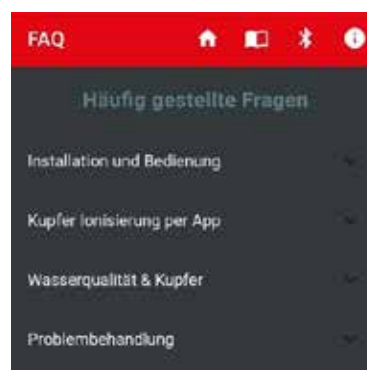 FAQ
Häufig gestellte Fragen
Installation und Bedienung
Kupfer Ionisierung per App
Wasserqualität & Kupfer
Problembehandlung